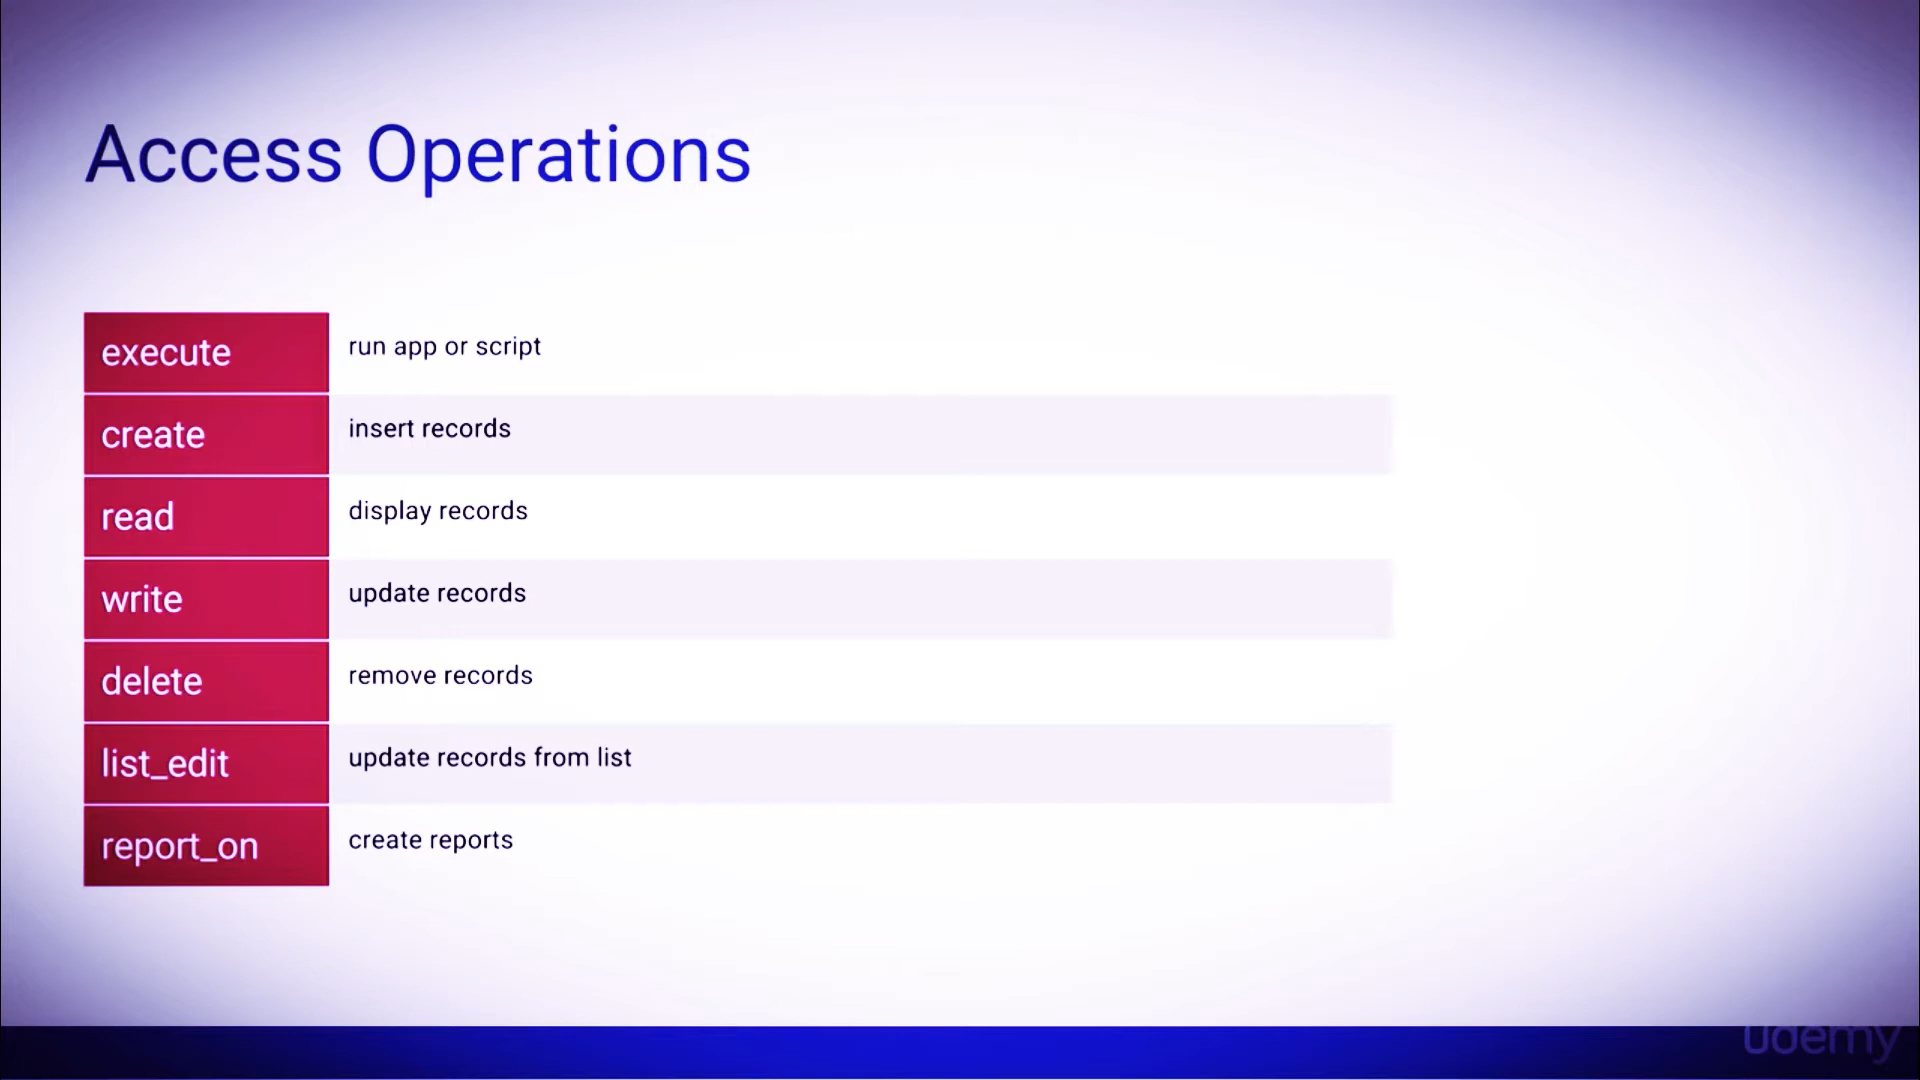 Access Operations
execute run app or script
create insert records
read display records
write update records
delete remove records
list_edit update records from list
report_on create reports
udemy